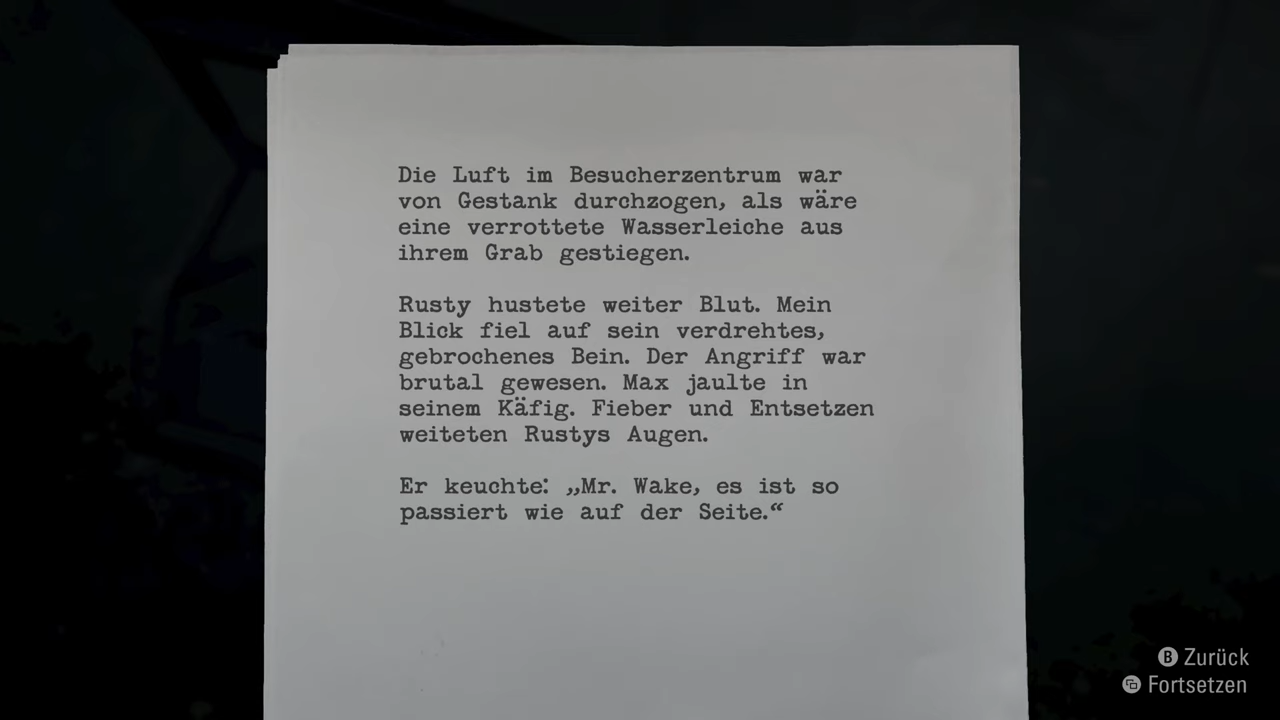 Die Luft im Besucherzentrum war
von Gestank durchzogen, als wäre
eine verrottete Wasserleiche aus
ihrem Grab gestiegen.
Rusty hustete weiter Blut. Mein
Blick fiel auf sein verdrehtes,
gebrochenes Bein. Der Angriff war
brutal gewesen. Max jaulte in
seinem Käfig. Fieber und Entsetzen
weiteten Rustys Augen.
Er keuchte: „Mr. Wake, es ist so
passiert wie auf der Seite.“
B Zurück
Fortsetzen